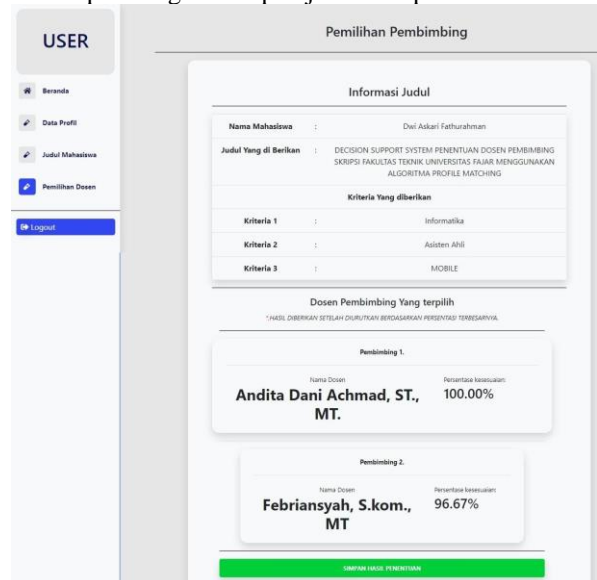 USER
Beranda
Data Profil
Judul Mahasiswa
Pemilihan Dosen
Logout
Pemilihan Pembimbing
Informasi Judul
Nama Mahasiswa : Dwi Askari Fathurahman
Judul Yang di Berikan : DECISION SUPPORT SYSTEM PENENTUAN DOSEN PEMBIMBING
SKRIPSI FAKULTAS TEKNIK UNIVERSITAS FAJAR MENGGUNAKAN
ALGORITMA PROFILE MATCHING
Kriteria Yang diberikan
Kriteria 1 : Informatika
Kriteria 2 : Asisten Ahli
Kriteria 3 : MOBILE
Dosen Pembimbing Yang terpilih
*.HASIL DIBERIKAN SETELAH DIURUTKAN BERDASARKAN PERSENTASI TERBESARNYA.
Pembimbing 1.
Nama Dosen
Andita Dani Achmad, ST.,
MT.
Persentase kesesuaian:
100.00%
Pembimbing 2.
Nama Dosen
Febriansyah, S.kom.,
MT
Persentase kesesuaian:
96.67%
SIMPAN HASIL PENENTUAN